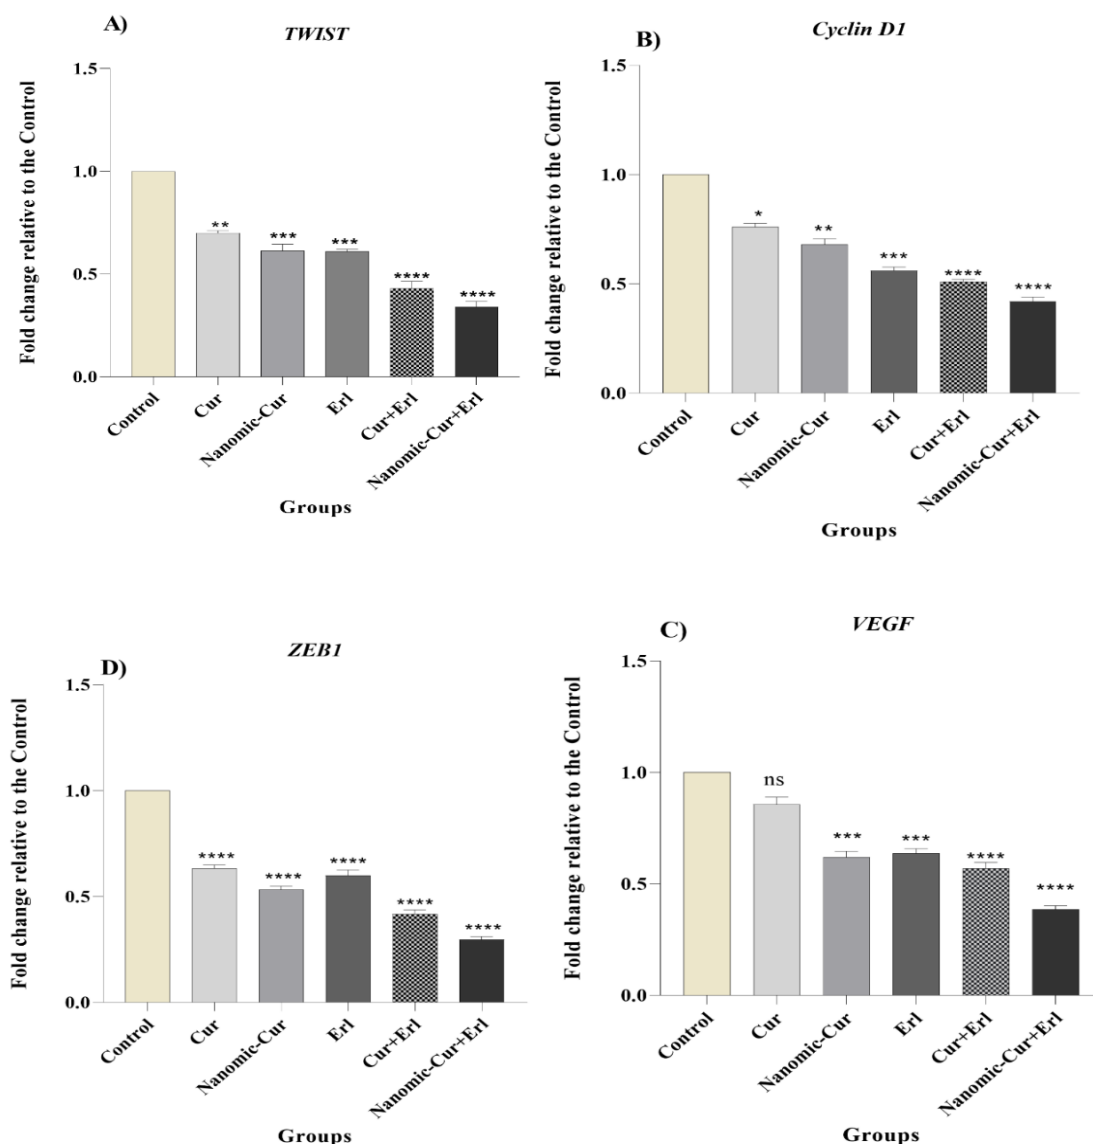 A)
TWIST
Fold change relative to the Control
1.5
1.0
0.5
0.0
**
***
***
****
****
Control
Cur
Nanomic-Cur
Erl
Cur+Erl
Nanomic-Cur+Erl
Groups
B)
Cyclin D1
Fold change relative to the Control
1.5
1.0
0.5
0.0
*
**
***
****
****
Control
Cur
Nanomic-Cur
Erl
Cur+Erl
Nanomic-Cur+Erl
Groups
D)
ZEB1
Fold change relative to the Control
1.5
1.0
0.5
0.0
****
****
****
****
****
Control
Cur
Nanomic-Cur
Erl
Cur+Erl
Nanomic-Cur+Erl
Groups
C)
VEGF
Fold change relative to the Control
1.5
1.0
0.5
0.0
ns
***
***
****
****
Control
Cur
Nanomic-Cur
Erl
Cur+Erl
Nanomic-Cur+Erl
Groups